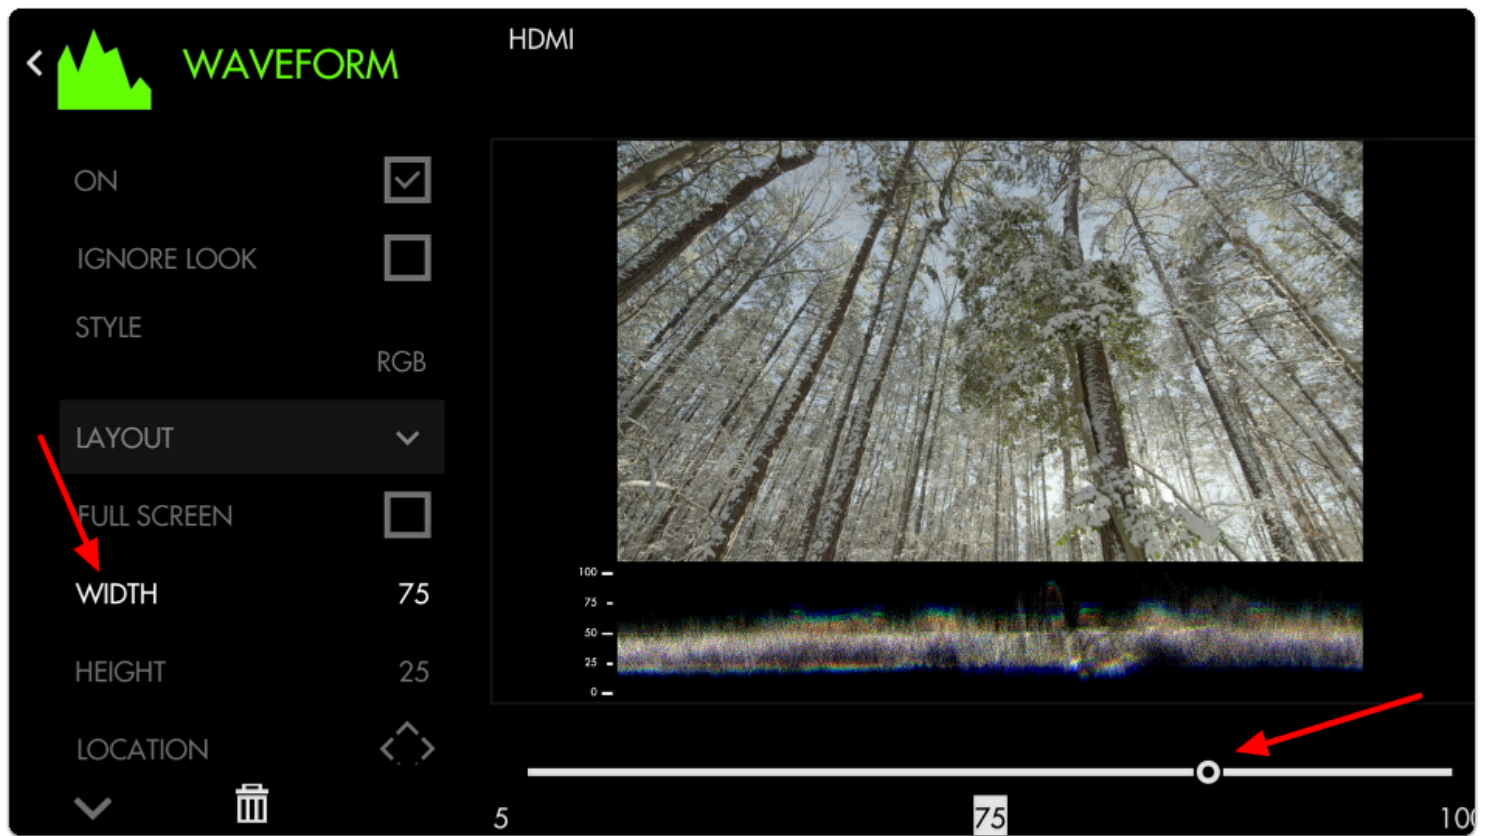 WAVEFORM
HDMI
ON
IGNORE LOOK
STYLE
RGB
LAYOUT
FULL SCREEN
WIDTH 75
HEIGHT 25
LOCATION
100
75
50
25
0
5 75 100